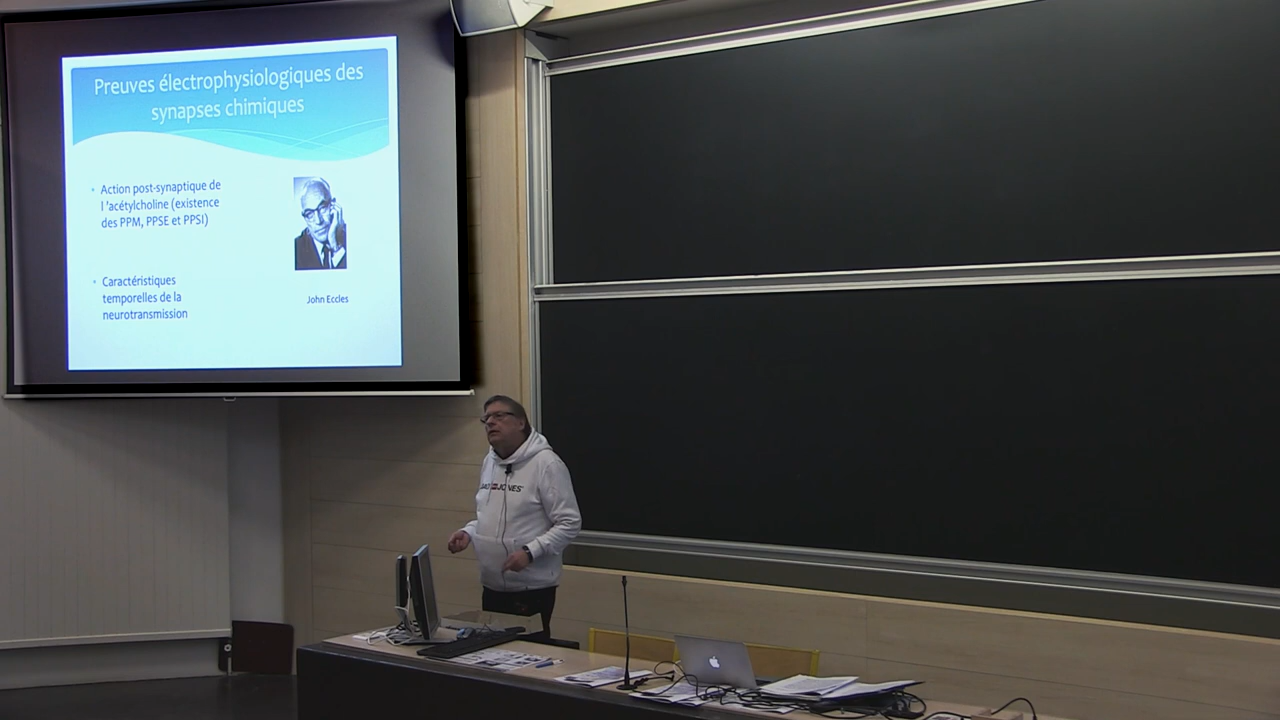 Preuves électrophysiologiques des
synapses chimiques
Action post-synaptique de
l 'acétylcholine (existence
des PPM, PPSE et PPSI)
Caractéristiques
temporelles de la
neurotransmission
John Eccles
JONES